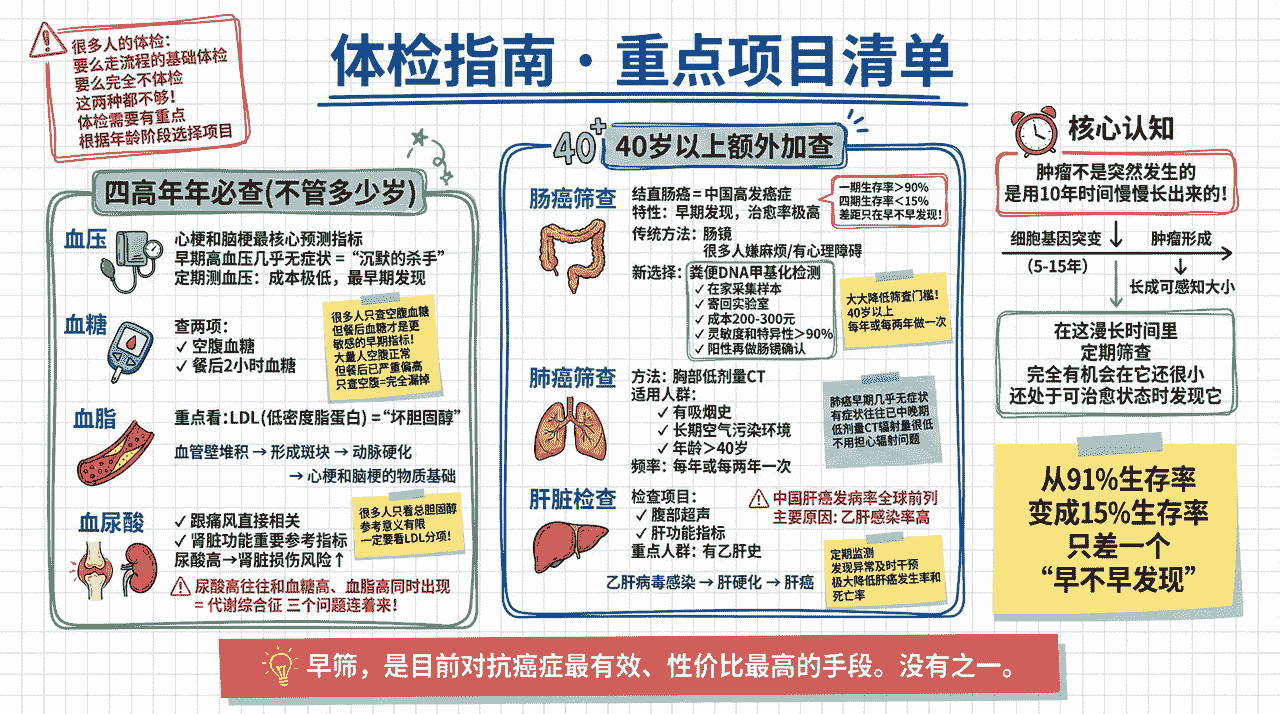 很多人的体检：
要么走流程的基础体检
要么完全不体检
这两种都不够！
体检需要有重点
根据年龄阶段选择项目
体检指南·重点项目清单
四高年年必查(不管多少岁)
血压
心梗和脑梗最核心预测指标
早期高血压几乎无症状＝“沉默的杀手”
定期测血压：成本极低，最早期发现
血糖
查两项：
✓ 空腹血糖
✓ 餐后2小时血糖
很多人只查空腹血糖
但餐后血糖才是更
敏感的早期指标！
大量人空腹正常
但餐后已严重偏高
只查空腹=完全漏掉
血脂
重点看：LDL(低密度脂蛋白)＝“坏胆固醇”
血管壁堆积→形成斑块→动脉硬化
→心梗和脑梗的物质基础
很多人只看总胆固醇
参考意义有限
一定要看LDL分项！
血尿酸
✓ 跟痛风直接相关
✓ 肾脏功能重要参考指标
尿酸高→肾脏损伤风险↑
尿酸高往往和血糖高、血脂高同时出现
＝代谢综合征 三个问题连着来！
40+
40岁以上额外加查
肠癌筛查
结直肠癌＝中国高发癌症
特性：早期发现，治愈率极高
一期生存率＞90%
四期生存率＜15%
差距只在早不早发现！
传统方法：肠镜
很多人嫌麻烦/有心理障碍
新选择：粪便DNA甲基化检测
✓ 在家采集样本
✓ 寄回实验室
✓ 成本200-300元
✓ 灵敏度和特异性＞90%
✓ 阳性再做肠镜确认
大大降低筛查门槛！
40岁以上
每年或每两年做一次
肺癌筛查
方法：胸部低剂量CT
适用人群：
✓ 有吸烟史
✓ 长期空气污染环境
✓ 年龄＞40岁
频率：每年或每两年一次
肺癌早期几乎无症状
有症状往往已中晚期
低剂量CT辐射量很低
不用担心辐射问题
肝脏检查
检查项目：
✓ 腹部超声
✓ 肝功能指标
重点人群：有乙肝史
中国肝癌发病率全球前列
主要原因：乙肝感染率高
乙肝病毒感染→肝硬化→肝癌
定期监测
发现异常及时干预
极大降低肝癌发生率和
死亡率
核心认知
肿瘤不是突然发生的
是用10年时间慢慢长出来的！
细胞基因突变
肿瘤形成
（5-15年）
长成可感知大小
在这漫长时间里
定期筛查
完全有机会在它还很小
还处于可治愈状态时发现它
从91%生存率
变成15%生存率
只差一个
“早不早发现”
早筛，是目前对抗癌症最有效、性价比最高的手段。没有之一。